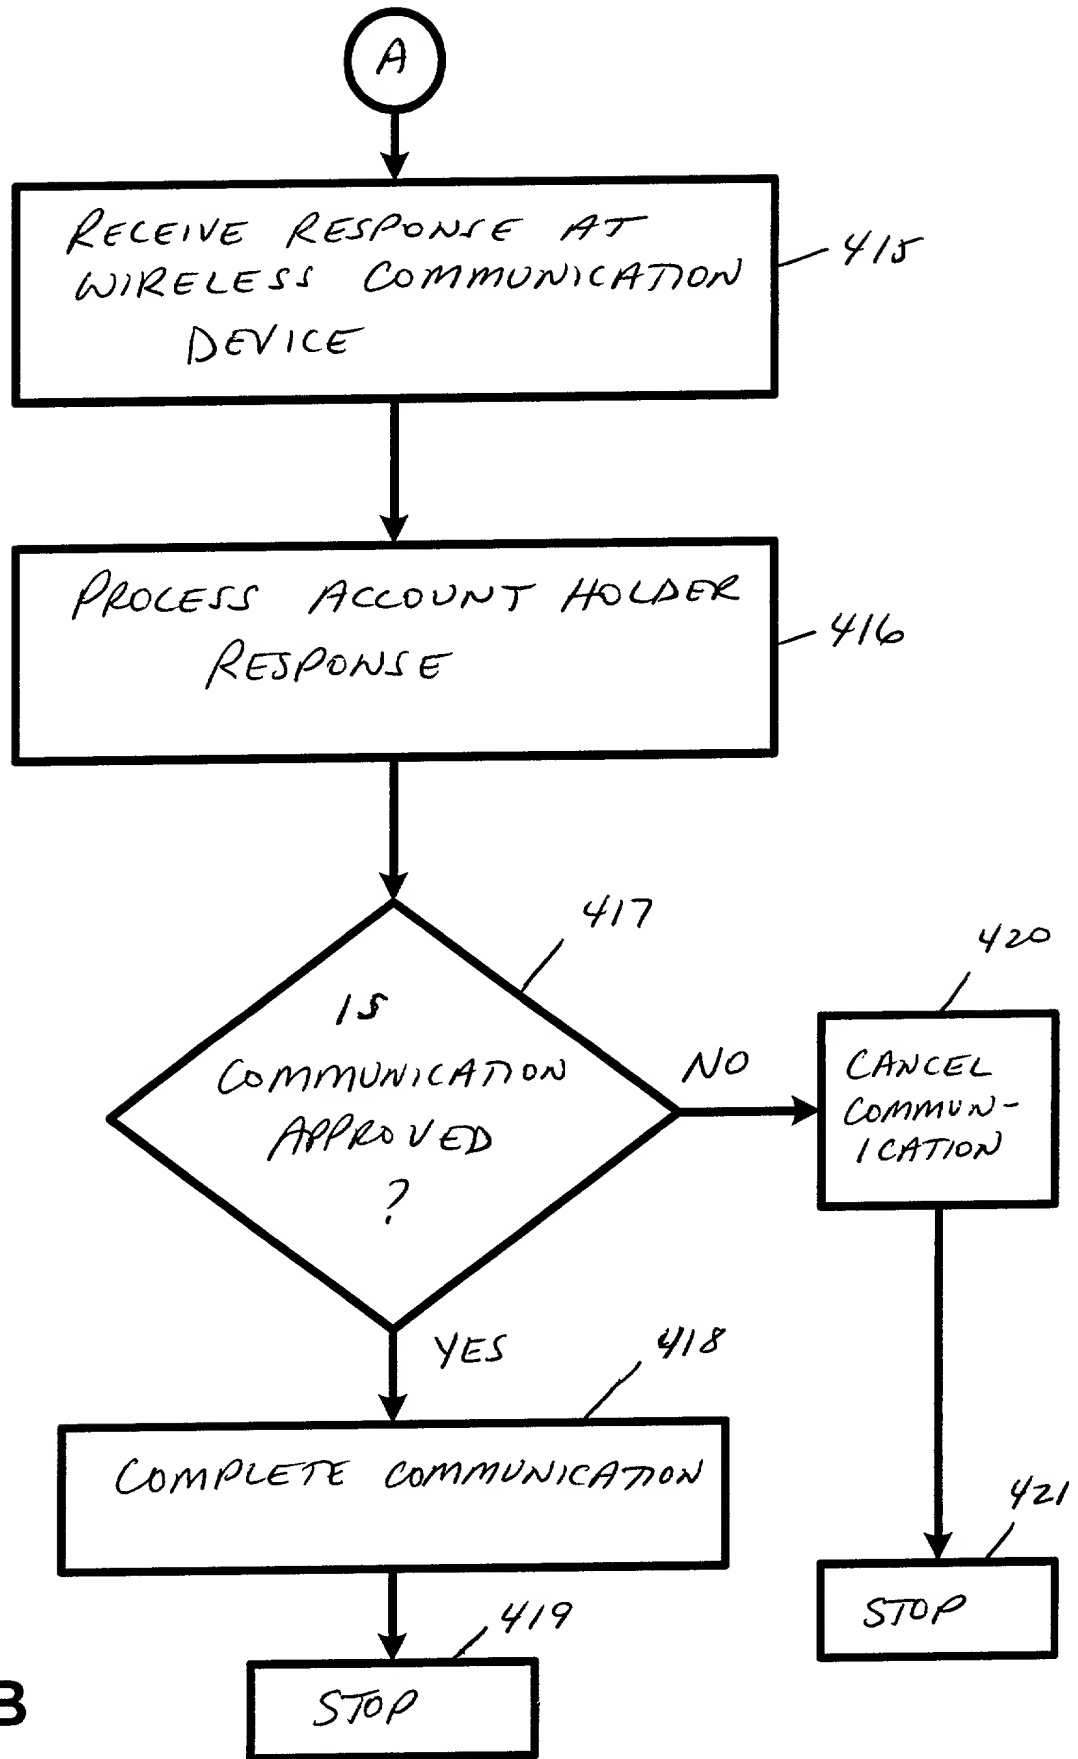 A
RECEIVE RESPONSE AT
WIRELESS COMMUNICATION
DEVICE
415
PROCESS ACCOUNT HOLDER
RESPONSE
416
417
IS
COMMUNICATION
APPROVED
?
NO
420
CANCEL
COMMUN-
ICATION
YES
418
COMPLETE COMMUNICATION
421
STOP
419
STOP
B